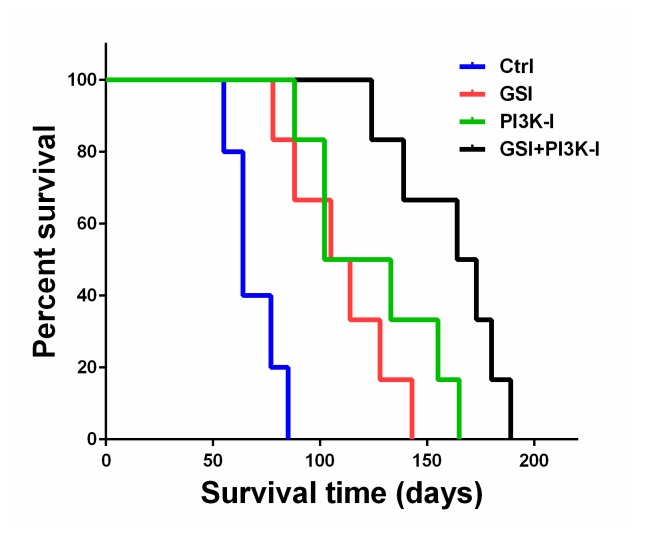 Percent survival
100
80
60
40
20
0
0 50 100 150 200
Survival time (days)
Ctrl
GSI
PI3K-I
GSI+PI3K-I